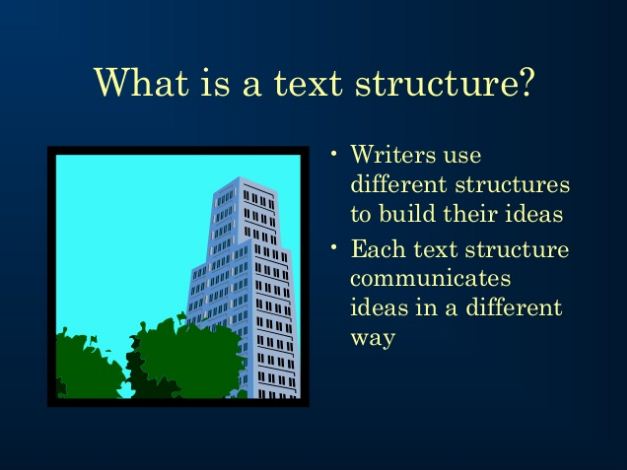 What is a text structure?
• Writers use
different structures
to build their ideas
• Each text structure
communicates
ideas in a different
way